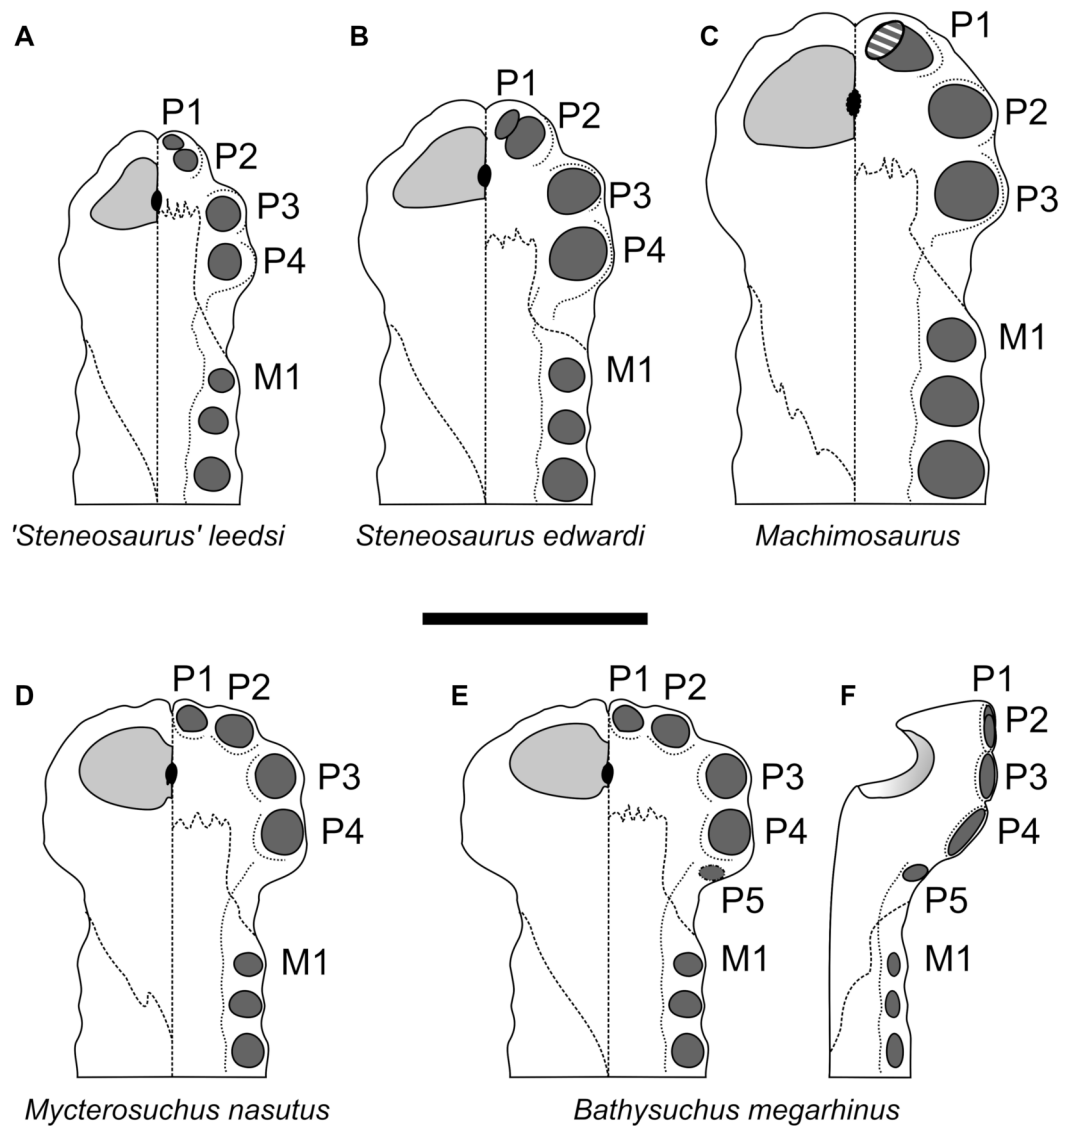 A
P1
P2
P3
P4
M1
'Steneosaurus' leedsi
B
P1
P2
P3
P4
M1
Steneosaurus edwardi
C
P1
P2
P3
M1
Machimosaurus
D
P1
P2
P3
P4
M1
Mycterosuchus nasutus
E
P1
P2
P3
P4
P5
M1
F
P1
P2
P3
P4
P5
M1
Bathysuchus megarhinus